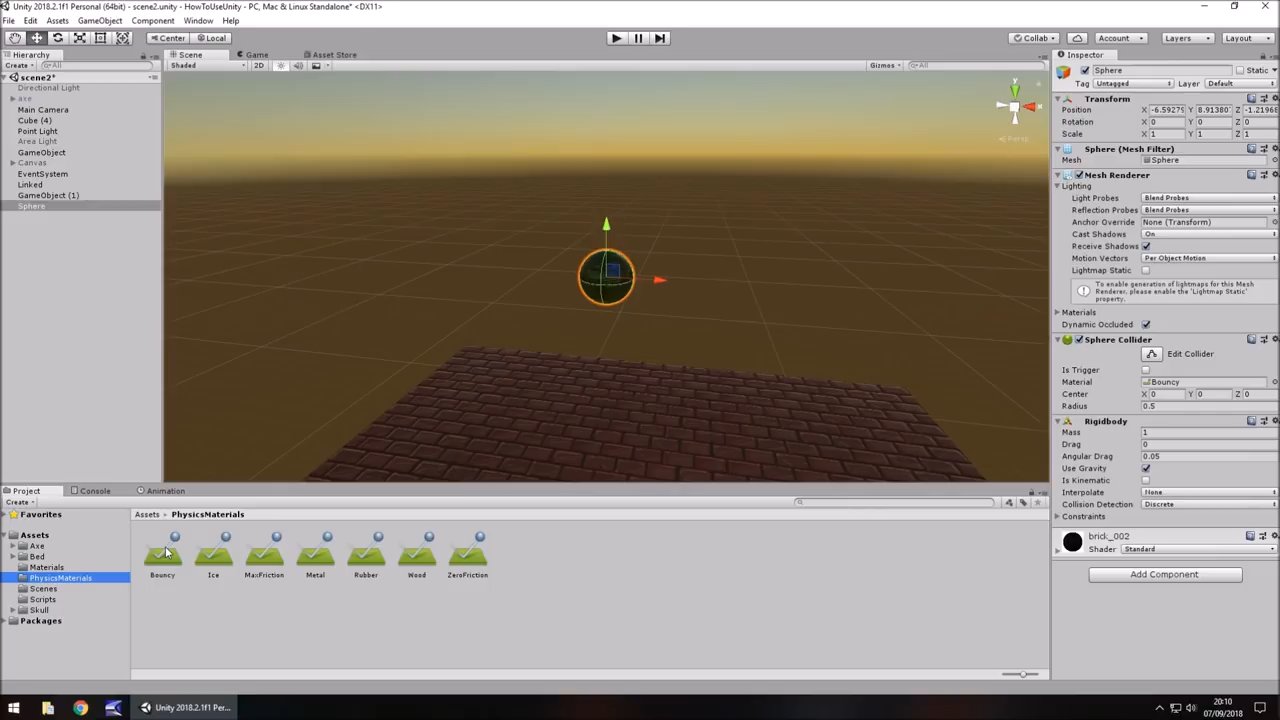 Unity 2018.2.1f1 Personal (64bit) - scene2.unity - HowToUseUnity - PC, Mac & Linux Standalone* <DX11>
File Edit Assets GameObject Component Window Help
Center Local Collab Account Layers Layout
Hierarchy
Create All
scene2*
Directional Light
axe
Main Camera
Cube (4)
Point Light
Area Light
GameObject
Canvas
EventSystem
Linked
GameObject (1)
Sphere
Scene Game Asset Store
Shaded 2D Gizmos All
y
x
Persp
Inspector
Sphere Static
Tag Untagged Layer Default
Transform
Position X -6.59279 Y 8.91380 Z -1.21968
Rotation X 0 Y 0 Z 0
Scale X 1 Y 1 Z 1
Sphere (Mesh Filter)
Mesh Sphere
Mesh Renderer
Lighting
Light Probes Blend Probes
Reflection Probes Blend Probes
Anchor Override None (Transform)
Cast Shadows On
Receive Shadows
Motion Vectors Per Object Motion
Lightmap Static
To enable generation of lightmaps for this Mesh
Renderer, please enable the 'Lightmap Static'
property.
Materials
Dynamic Occluded
Sphere Collider
Edit Collider
Is Trigger
Material Bouncy
Center X 0 Y 0 Z 0
Radius 0.5
Rigidbody
Mass 1
Drag 0
Angular Drag 0.05
Use Gravity
Is Kinematic
Interpolate None
Collision Detection Discrete
Constraints
brick_002
Shader Standard
Add Component
Project Console Animation
Create
Favorites
Assets
Axe
Bed
Materials
PhysicsMaterials
Scenes
Scripts
Skull
Packages
Assets PhysicsMaterials
Bouncy Ice MaxFriction Metal Rubber Wood ZeroFriction
Unity 2018.2.1f1 Per...
20:10
07/09/2018